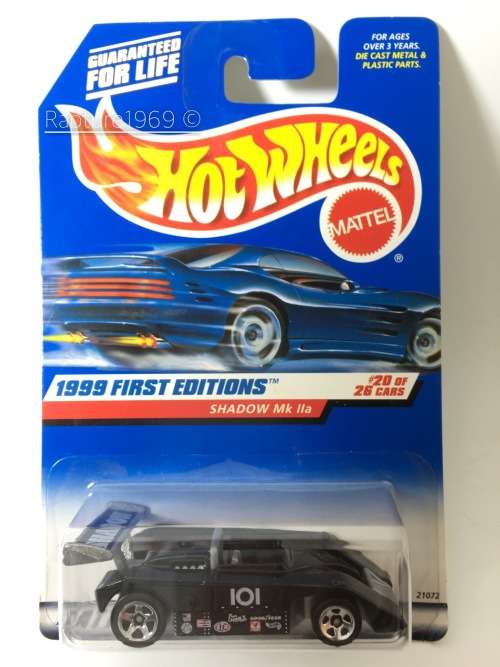 GUARANTEED
FOR LIFE
FOR AGES
OVER 3 YEARS.
DIE CAST METAL &
PLASTIC PARTS.
Rapture1969 ©
HOT WHEELS
MATTEL
®
1999 FIRST EDITIONS™
#20 OF
26 CARS
SHADOW Mk IIa
101
GOODYEAR
21072